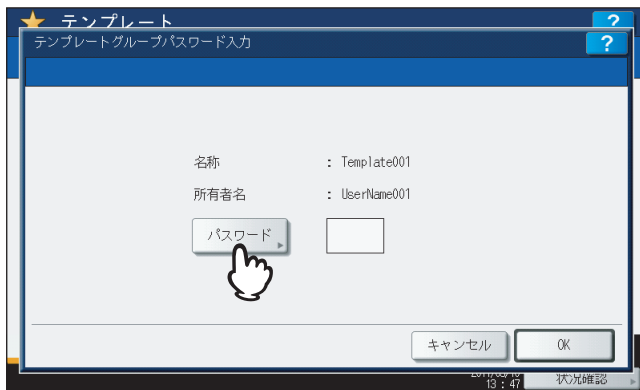 テンプレート ?
テンプレートグループパスワード入力 ?
名称 : Template001
所有者名 : UserName001
パスワード
キャンセル OK
13:47 状況確認